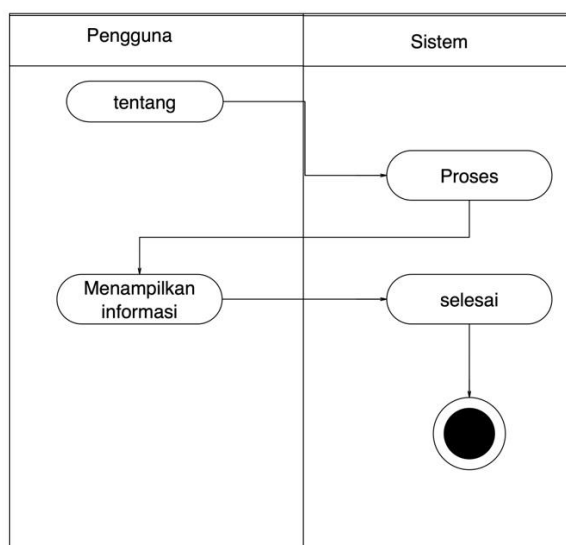 Pengguna
Sistem
tentang
Proses
Menampilkan
informasi
selesai